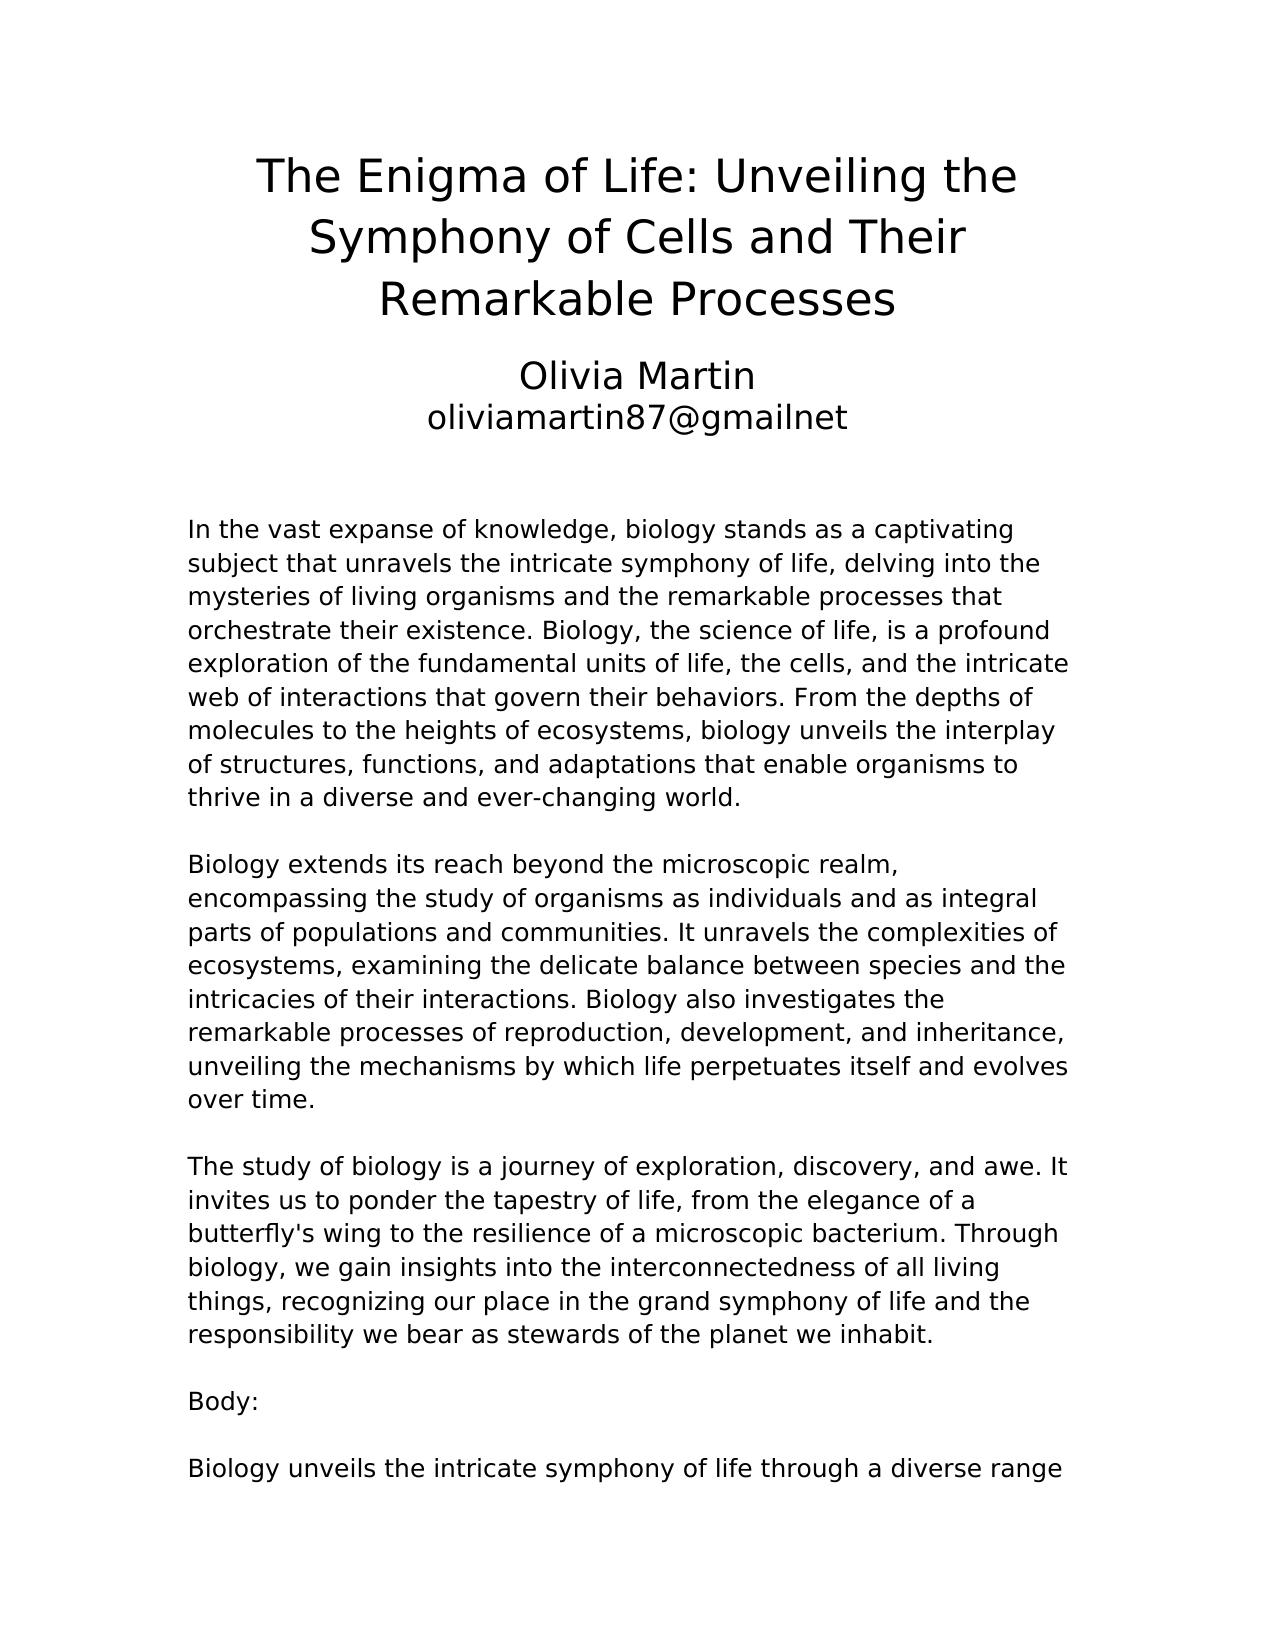 The Enigma of Life: Unveiling the
Symphony of Cells and Their
Remarkable Processes
Olivia Martin
oliviamartin87@gmailnet
In the vast expanse of knowledge, biology stands as a captivating
subject that unravels the intricate symphony of life, delving into the
mysteries of living organisms and the remarkable processes that
orchestrate their existence. Biology, the science of life, is a profound
exploration of the fundamental units of life, the cells, and the intricate
web of interactions that govern their behaviors. From the depths of
molecules to the heights of ecosystems, biology unveils the interplay
of structures, functions, and adaptations that enable organisms to
thrive in a diverse and ever-changing world.
Biology extends its reach beyond the microscopic realm,
encompassing the study of organisms as individuals and as integral
parts of populations and communities. It unravels the complexities of
ecosystems, examining the delicate balance between species and the
intricacies of their interactions. Biology also investigates the
remarkable processes of reproduction, development, and inheritance,
unveiling the mechanisms by which life perpetuates itself and evolves
over time.
The study of biology is a journey of exploration, discovery, and awe. It
invites us to ponder the tapestry of life, from the elegance of a
butterfly's wing to the resilience of a microscopic bacterium. Through
biology, we gain insights into the interconnectedness of all living
things, recognizing our place in the grand symphony of life and the
responsibility we bear as stewards of the planet we inhabit.
Body:
Biology unveils the intricate symphony of life through a diverse range